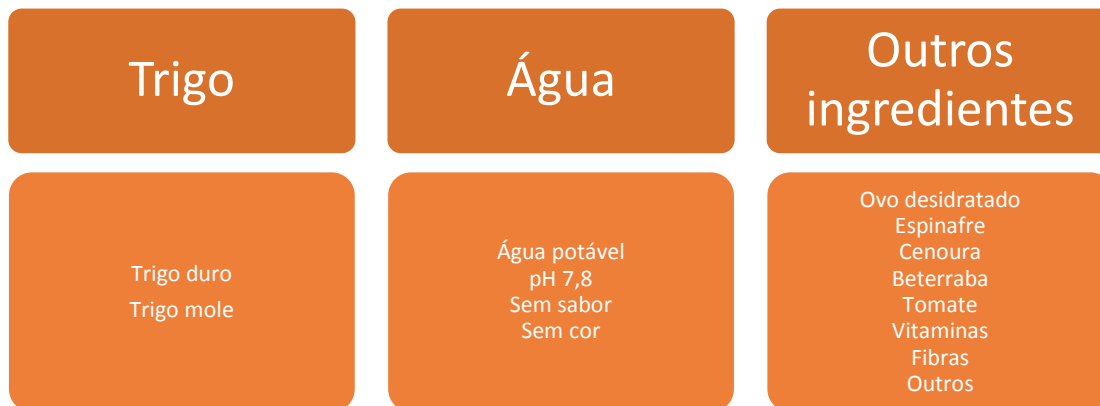 Trigo
Trigo duro
Trigo mole
Água
Água potável
pH 7,8
Sem sabor
Sem cor
Outros
ingredientes
Ovo desidratado
Espinafre
Cenoura
Beterraba
Tomate
Vitaminas
Fibras
Outros